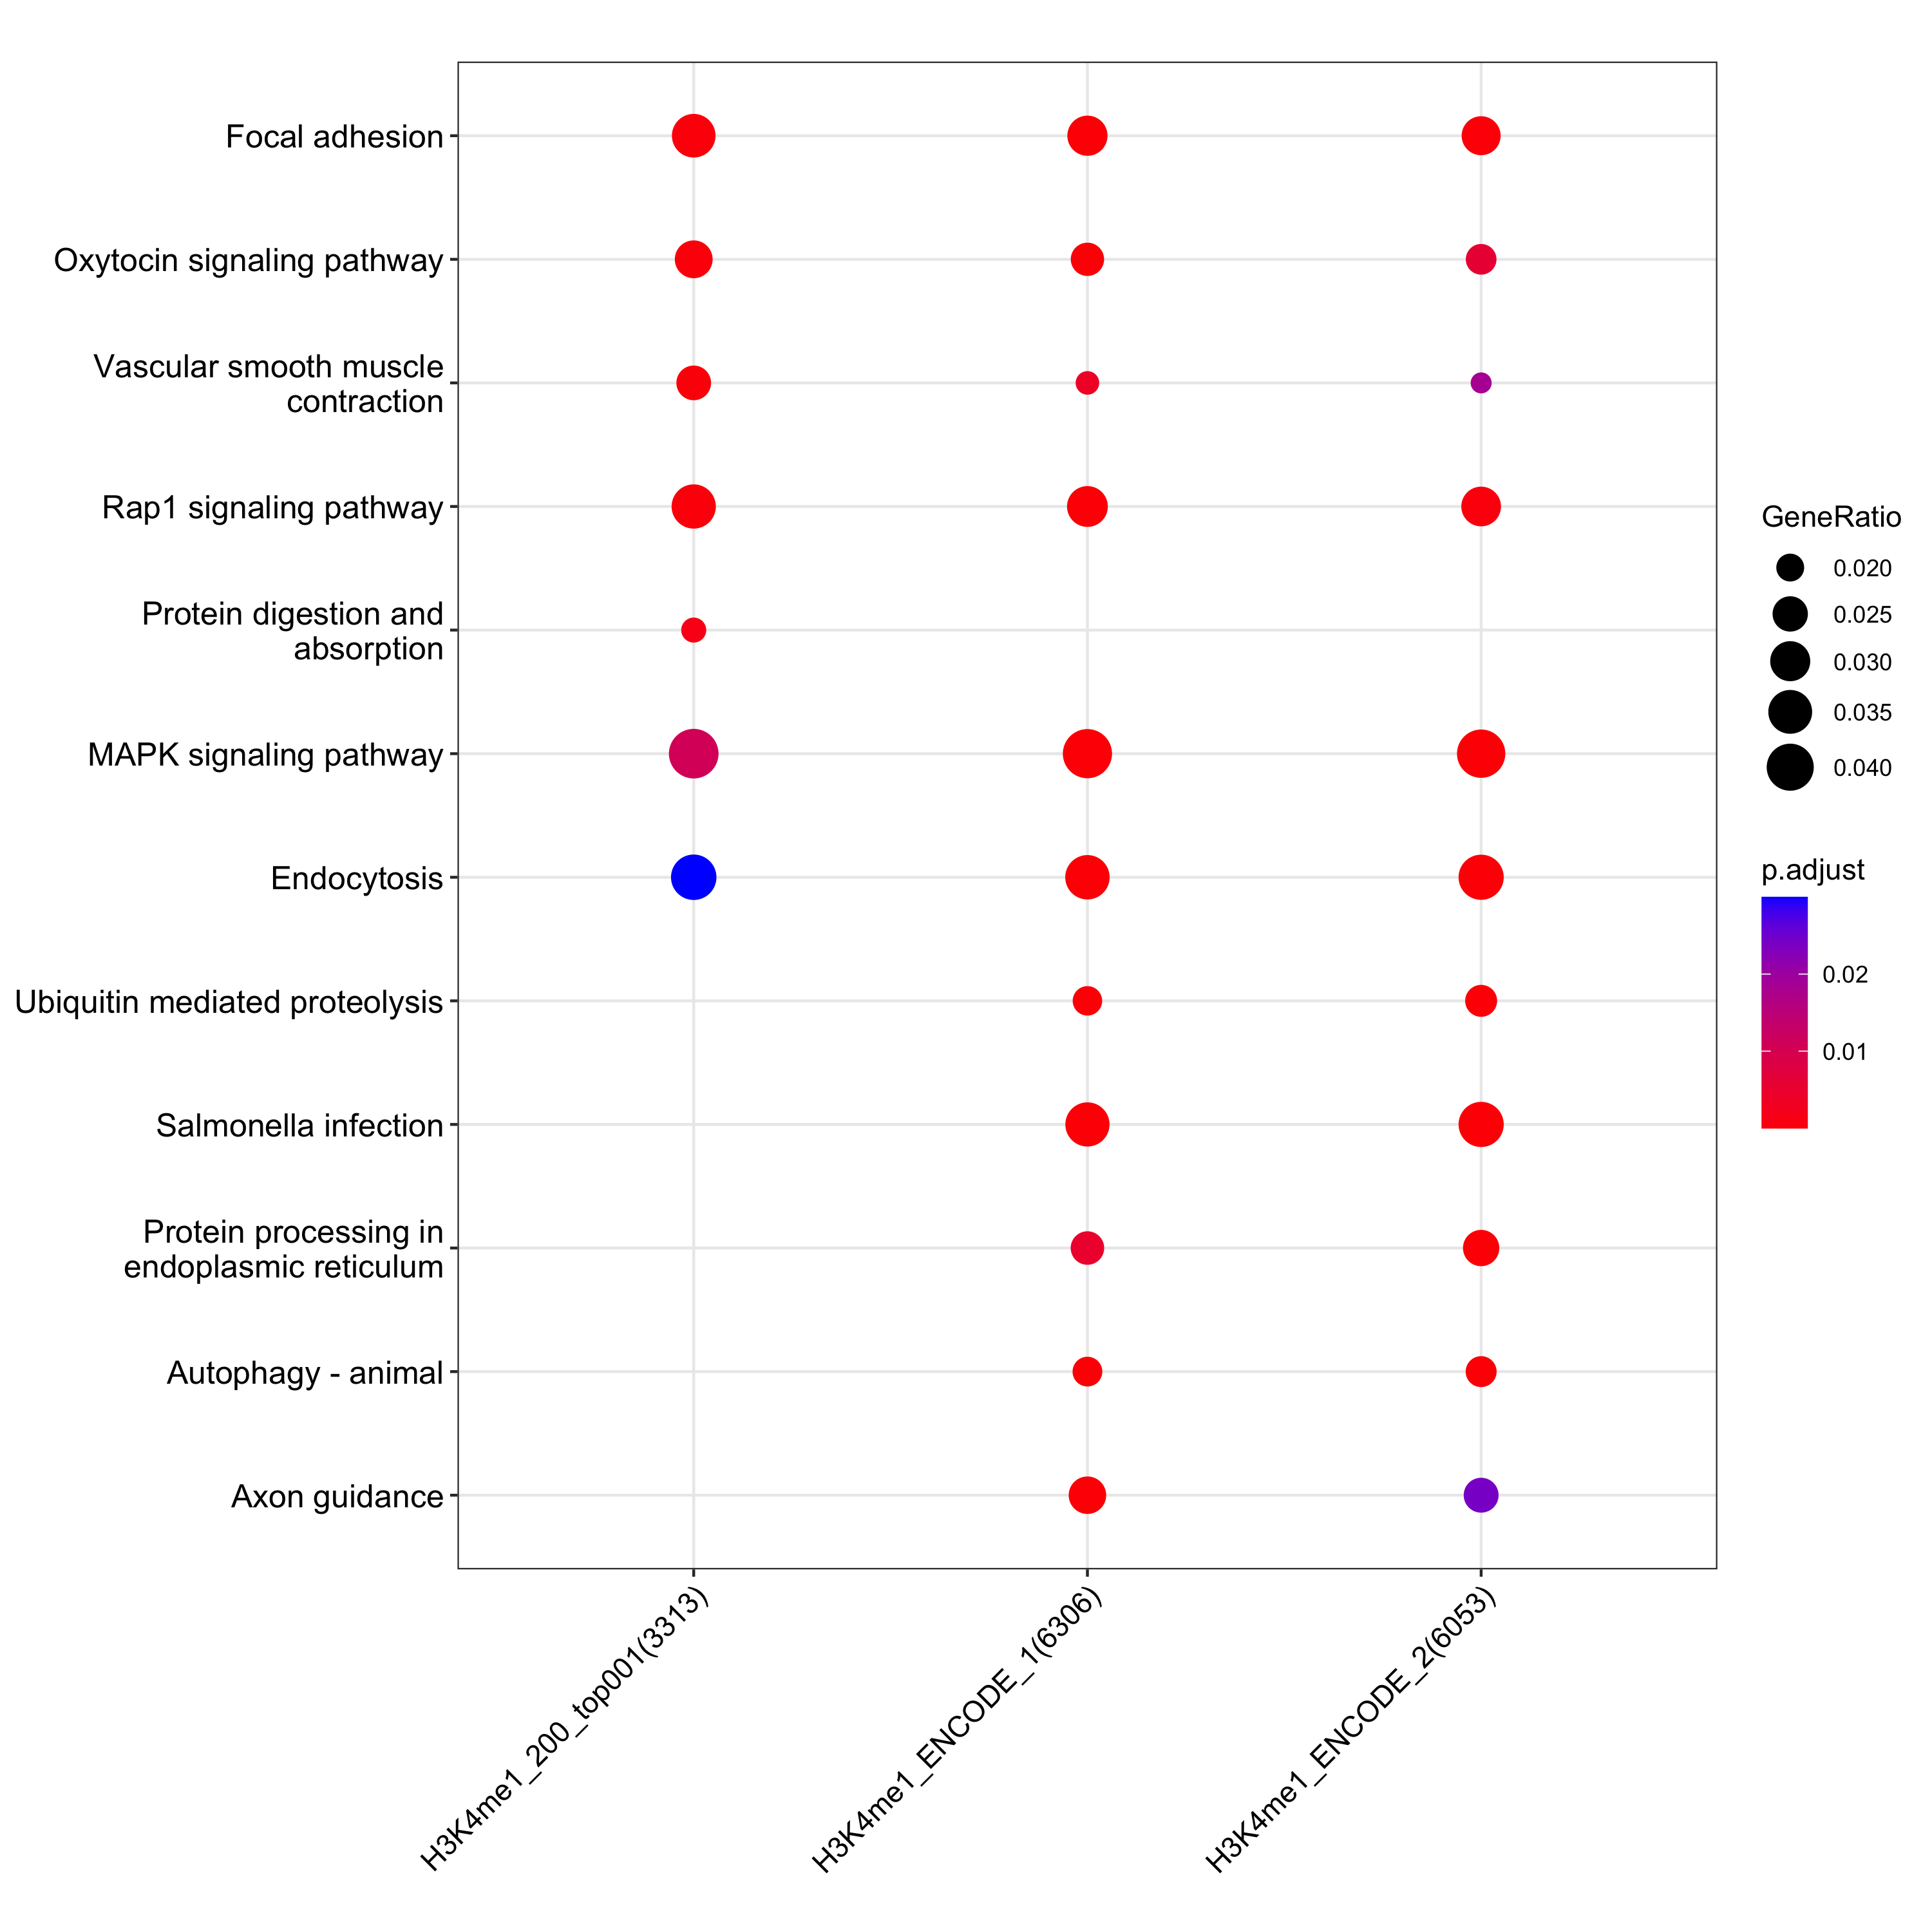 Focal adhesion
Oxytocin signaling pathway
Vascular smooth muscle
contraction
Rap1 signaling pathway
Protein digestion and
absorption
MAPK signaling pathway
Endocytosis
Ubiquitin mediated proteolysis
Salmonella infection
Protein processing in
endoplasmic reticulum
Autophagy - animal
Axon guidance
H3K4me1_200_top001(3313)
H3K4me1_ENCODE_1(6306)
H3K4me1_ENCODE_2(6053)
GeneRatio
0.020
0.025
0.030
0.035
0.040
p.adjust
0.02
0.01